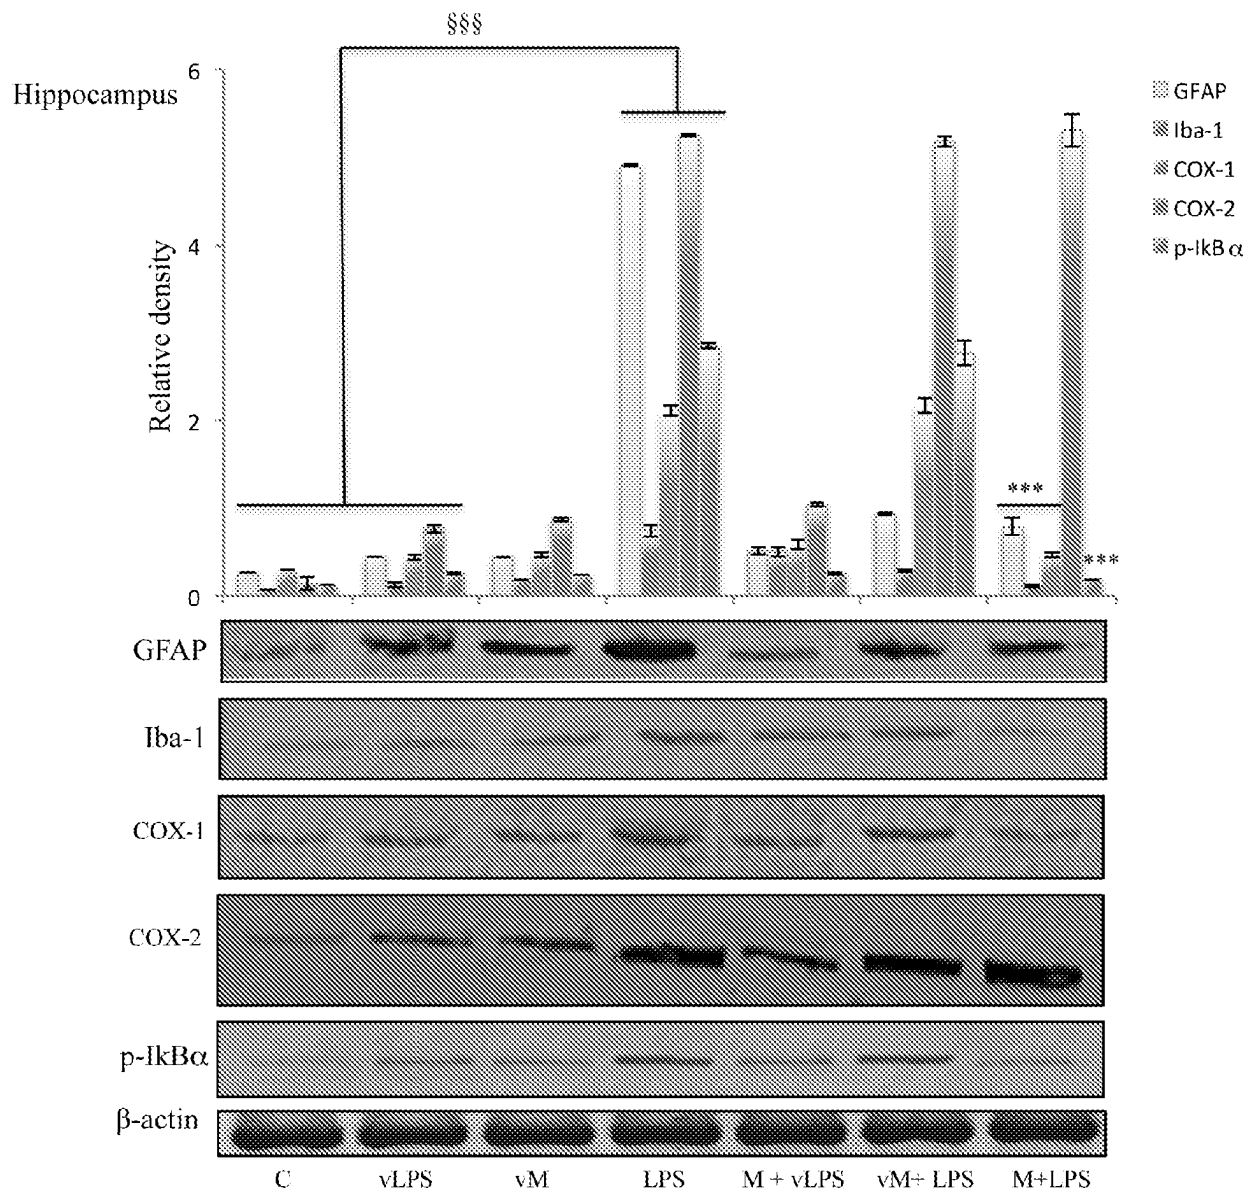 §§§
Hippocampus
6
4
2
0
Relative density
GFAP
Iba-1
COX-1
COX-2
p-IkBα
***
***
GFAP
Iba-1
COX-1
COX-2
p-IkBα
β-actin
C vLPS vM LPS M + vLPS vM+ LPS M+LPS